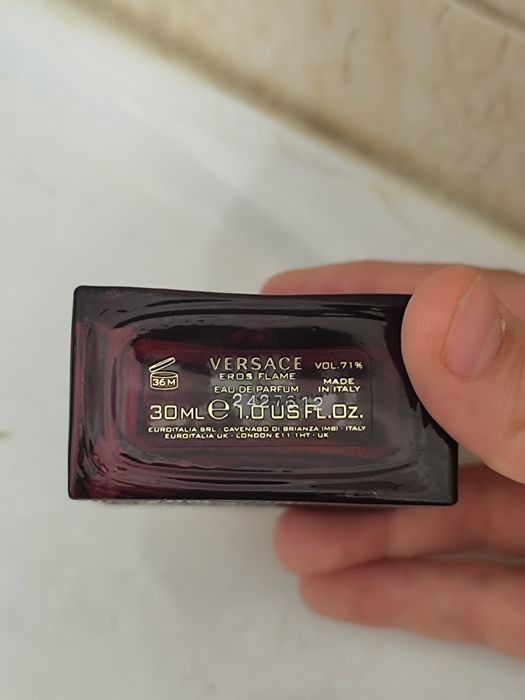 36M
VERSACE
EROS FLAME
VOL.71%
EAU DE PARFUM
MADE
IN ITALY
2427612
30ML ℮ 1.0 US FL.OZ.
EUROITALIA SRL · CAVENAGO DI BRIANZA (MB) · ITALY
EUROITALIA UK · LONDON E11 1HT · UK